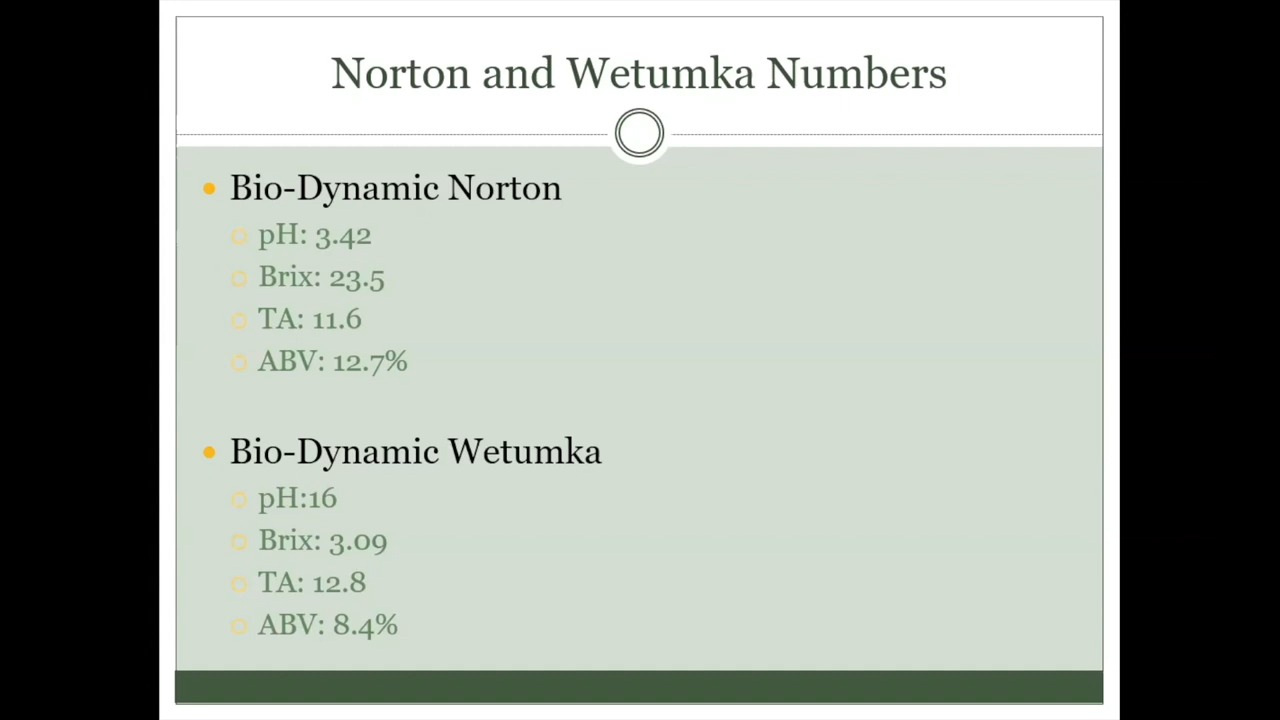 Norton and Wetumka Numbers
Bio-Dynamic Norton
pH: 3.42
Brix: 23.5
TA: 11.6
ABV: 12.7%
Bio-Dynamic Wetumka
pH:16
Brix: 3.09
TA: 12.8
ABV: 8.4%